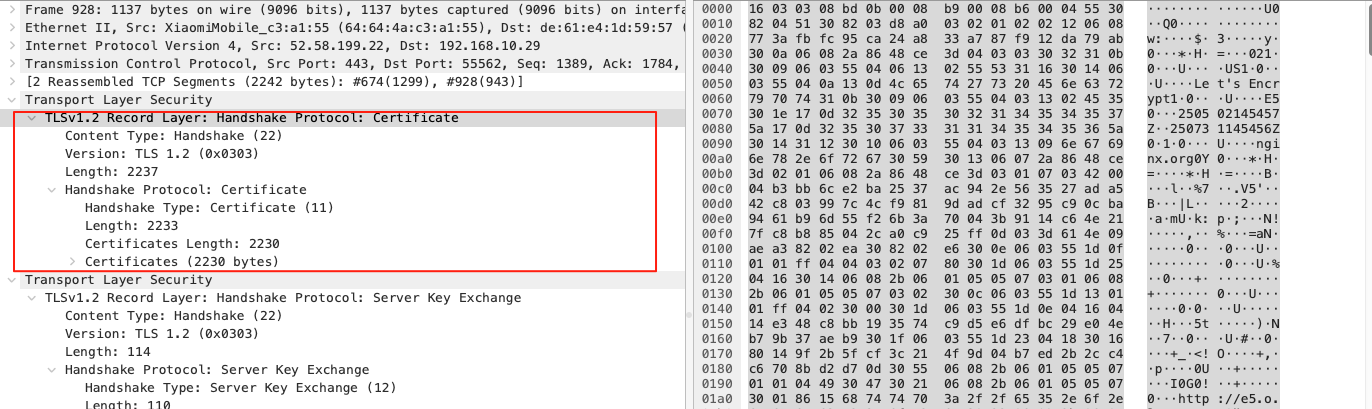 Frame 928: 1137 bytes on wire (9096 bits), 1137 bytes captured (9096 bits) on interfa
Ethernet II, Src: XiaomiMobile_c3:a1:55 (64:64:4a:c3:a1:55), Dst: de:61:e4:1d:59:57 (
Internet Protocol Version 4, Src: 52.58.199.22, Dst: 192.168.10.29
Transmission Control Protocol, Src Port: 443, Dst Port: 55562, Seq: 1389, Ack: 1784,
[2 Reassembled TCP Segments (2242 bytes): #674(1299), #928(943)]
Transport Layer Security
TLSv1.2 Record Layer: Handshake Protocol: Certificate
Content Type: Handshake (22)
Version: TLS 1.2 (0x0303)
Length: 2237
Handshake Protocol: Certificate
Handshake Type: Certificate (11)
Length: 2233
Certificates Length: 2230
Certificates (2230 bytes)
Transport Layer Security
TLSv1.2 Record Layer: Handshake Protocol: Server Key Exchange
Content Type: Handshake (22)
Version: TLS 1.2 (0x0303)
Length: 114
Handshake Protocol: Server Key Exchange
Handshake Type: Server Key Exchange (12)
Length: 110
0000 16 03 03 08 bd 0b 00 08 b9 00 08 b6 00 04 55 30 ··············U0
0010 82 04 51 30 82 03 d8 a0 03 02 01 02 02 12 06 08 ··Q0············
0020 77 3a fb fc 95 ca 24 a8 33 a7 87 f9 12 da 79 ab w:····$·3·····y·
0030 30 0a 06 08 2a 86 48 ce 3d 04 03 03 30 32 31 0b 0···*·H·=···021·
0040 30 09 06 03 55 04 06 13 02 55 53 31 16 30 14 06 0···U····US1·0··
0050 03 55 04 0a 13 0d 4c 65 74 27 73 20 45 6e 63 72 ·U····Let's Encr
0060 79 70 74 31 0b 30 09 06 03 55 04 03 13 02 45 35 ypt1·0···U····E5
0070 30 1e 17 0d 32 35 30 35 30 32 31 34 35 34 35 37 0···250502145457
0080 5a 17 0d 32 35 30 37 33 31 31 34 35 34 35 36 5a Z··250731145456Z
0090 30 14 31 12 30 10 06 03 55 04 03 13 09 6e 67 69 0·1·0···U····ngi
00a0 6e 78 2e 6f 72 67 30 59 30 13 06 07 2a 86 48 ce nx.org0Y0···*·H·
00b0 3d 02 01 06 08 2a 86 48 ce 3d 03 01 07 03 42 00 =····*·H·=····B·
00c0 04 b3 bb 6c e2 ba 25 37 ac 94 2e 56 35 27 ad a5 ···l··%7··.V5'··
00d0 42 c8 03 99 7c 4c f9 81 9d ad cf 32 95 c9 0c ba B···|L·····2····
00e0 94 61 b9 6d 55 f2 6b 3a 70 04 3b 91 14 c6 4e 21 ·a·mU·k:p·;···N!
00f0 7f c8 b8 85 04 2c a0 c9 25 ff 0d 03 3d 61 4e 09 ·····,··%···=aN·
0100 ae a3 82 02 ea 30 82 02 e6 30 0e 06 03 55 1d 0f ·····0···0···U··
0110 01 01 ff 04 04 03 02 07 80 30 1d 06 03 55 1d 25 ·········0···U·%
0120 04 16 30 14 06 08 2b 06 01 05 05 07 03 01 06 08 ··0···+·········
0130 2b 06 01 05 05 07 03 02 30 0c 06 03 55 1d 13 01 +·······0···U···
0140 01 ff 04 02 30 00 30 1d 06 03 55 1d 0e 04 16 04 ····0·0···U·····
0150 14 e3 48 c8 bb 19 35 74 c9 d5 e6 df bc 29 e0 4e ··H···5t·····)·N
0160 b7 9b 37 ae b9 30 1f 06 03 55 1d 23 04 18 30 16 ··7··0···U·#··0·
0170 80 14 9f 2b 5f cf 3c 21 4f 9d 04 b7 ed 2b 2c c4 ···+_·<!O····+,·
0180 c6 70 8b d2 d7 0d 30 55 06 08 2b 06 01 05 05 07 ·p····0U··+·····
0190 01 01 04 49 30 47 30 21 06 08 2b 06 01 05 05 07 ···I0G0!··+·····
01a0 30 01 86 15 68 74 74 70 3a 2f 2f 65 35 2e 6f 2e 0···http://e5.o.